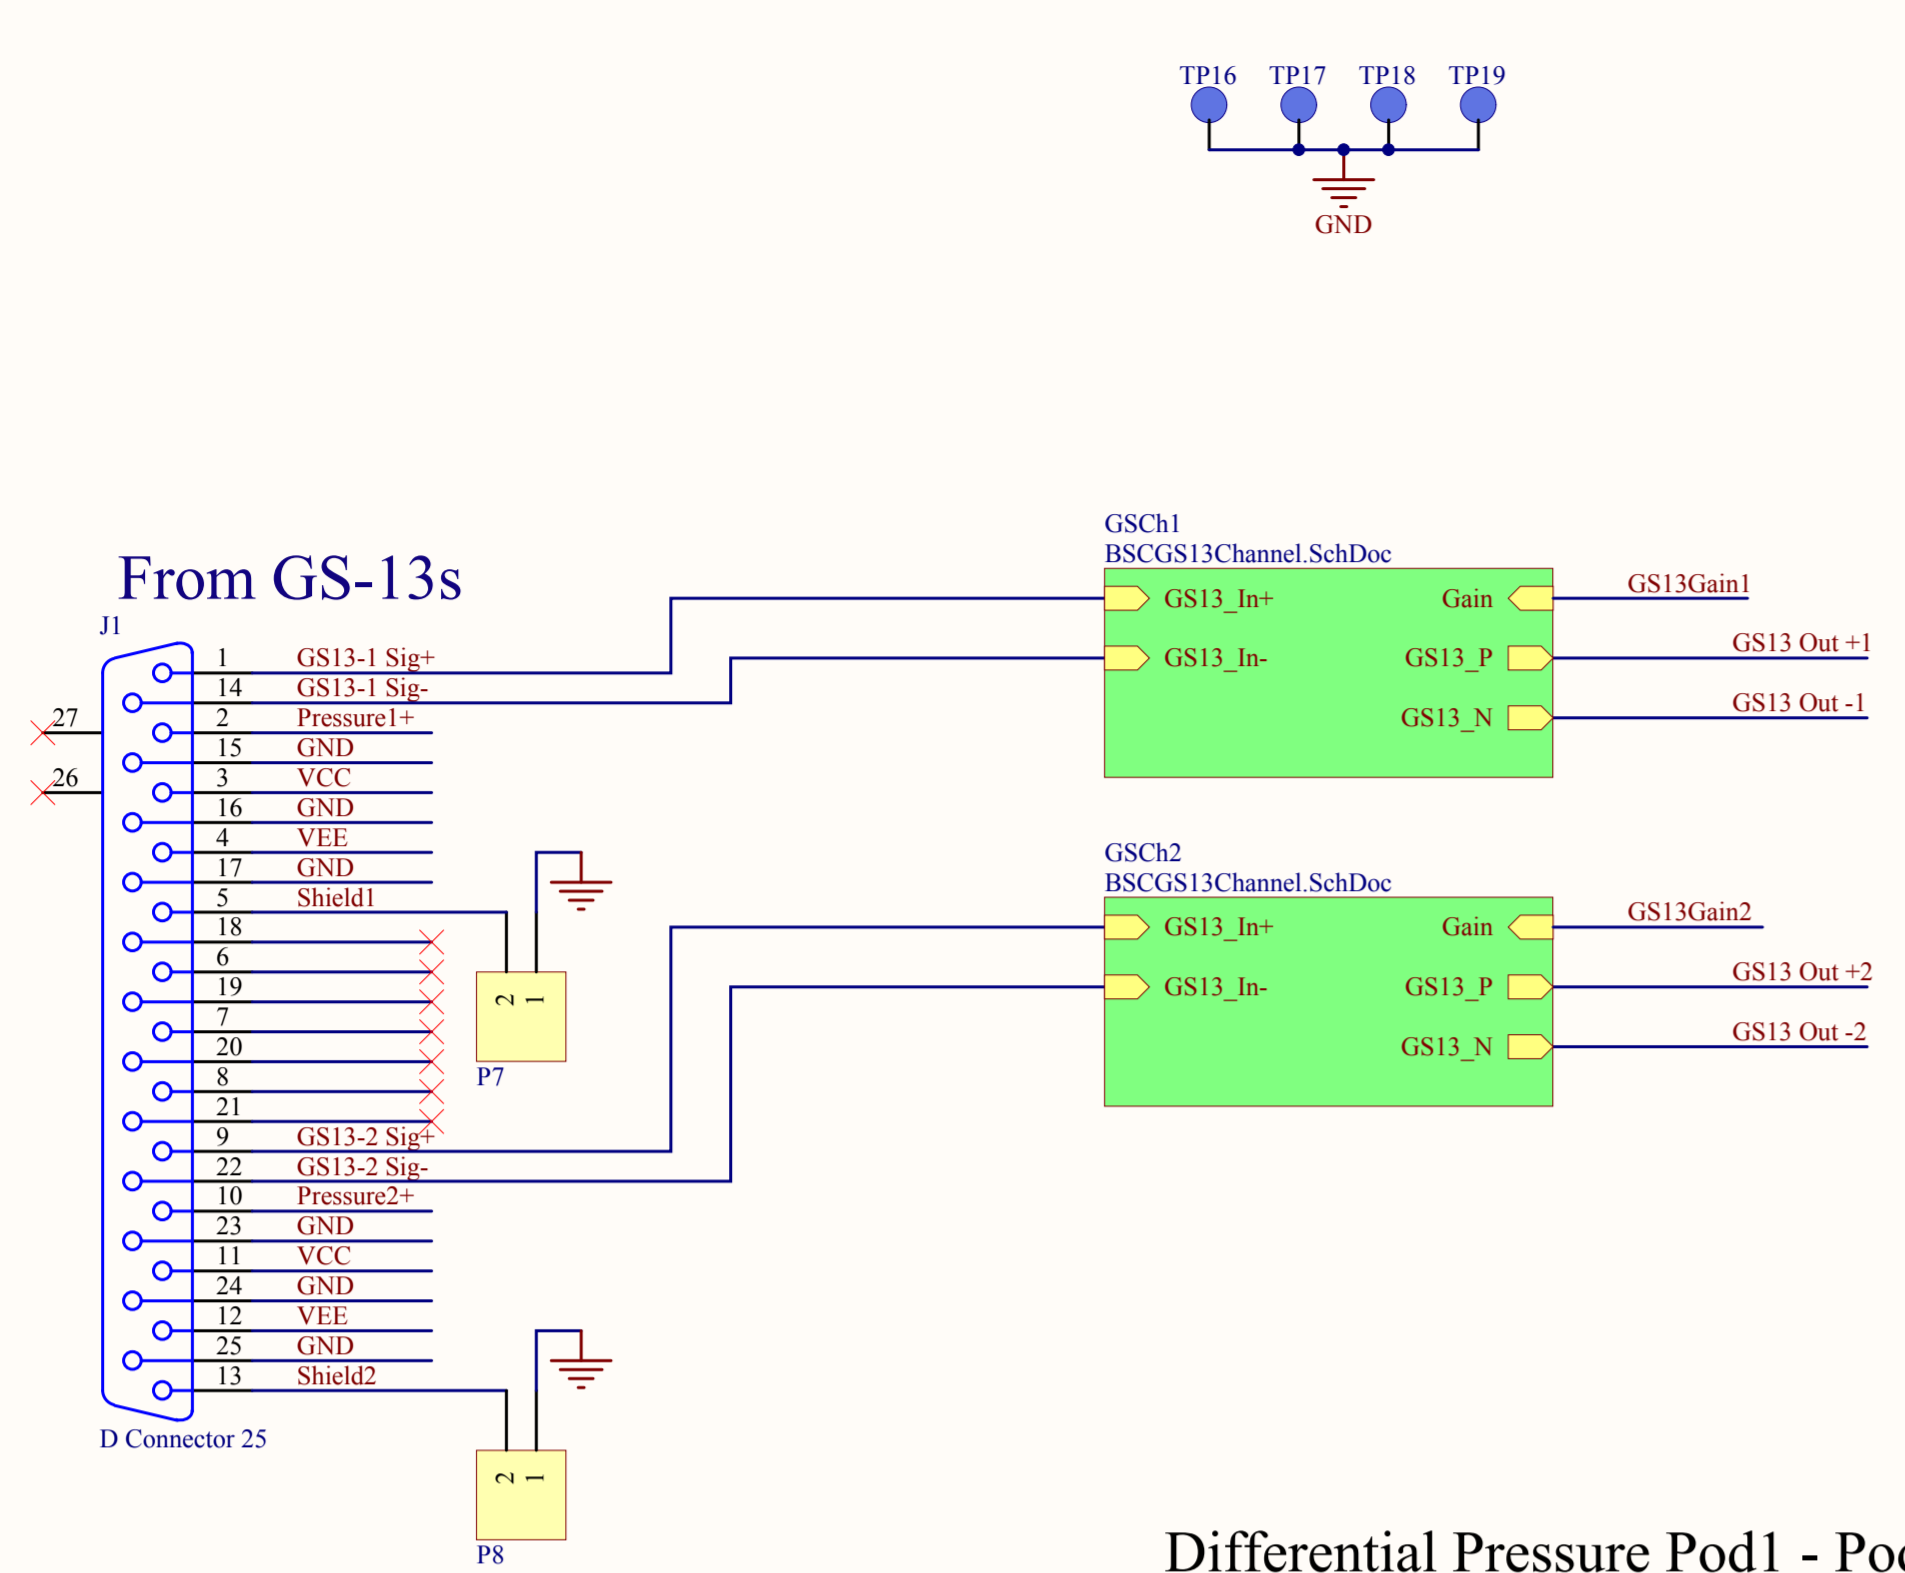 TP16 TP17 TP18 TP19
GND
From GS-13s
J1
27
26
1 GS13-1 Sig+
14 GS13-1 Sig-
2 Pressure1+
15 GND
3 VCC
16 GND
4 VEE
17 GND
5 Shield1
18
6
19
7
20
8
21
9 GS13-2 Sig+
22 GS13-2 Sig-
10 Pressure2+
23 GND
11 VCC
24 GND
12 VEE
25 GND
13 Shield2
D Connector 25
2 1
P7
2 1
P8
GSCh1
BSCGS13Channel.SchDoc
GS13_In+ Gain GS13Gain1
GS13_In- GS13_P GS13 Out +1
GS13_N GS13 Out -1
GSCh2
BSCGS13Channel.SchDoc
GS13_In+ Gain GS13Gain2
GS13_In- GS13_P GS13 Out +2
GS13_N GS13 Out -2
Differential Pressure Pod1 -